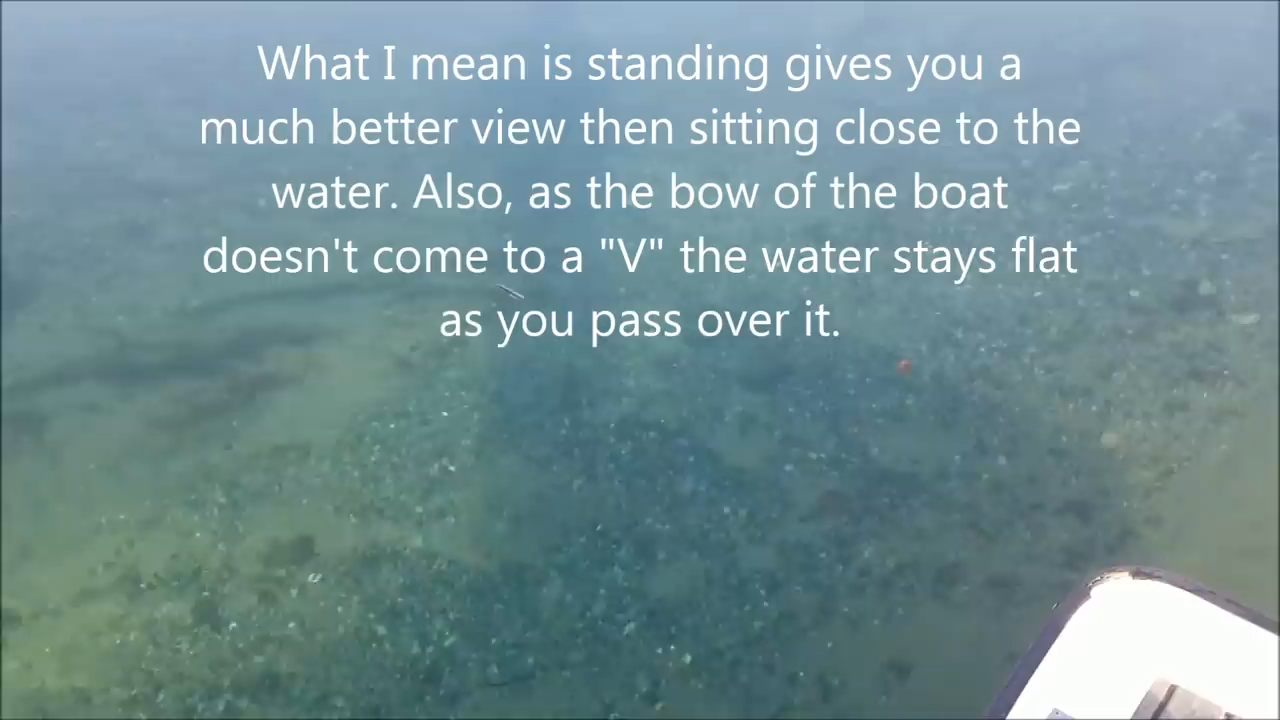 What I mean is standing gives you a
much better view then sitting close to the
water. Also, as the bow of the boat
doesn't come to a "V" the water stays flat
as you pass over it.